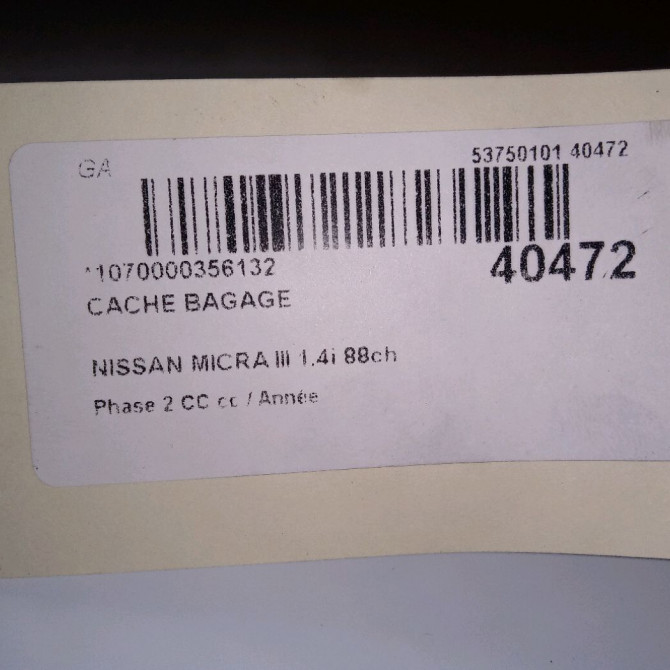 GA
53750101 40472
*1070000356132
40472
CACHE BAGAGE
NISSAN MICRA III 1.4i 88ch
Phase 2 CC cc / Année